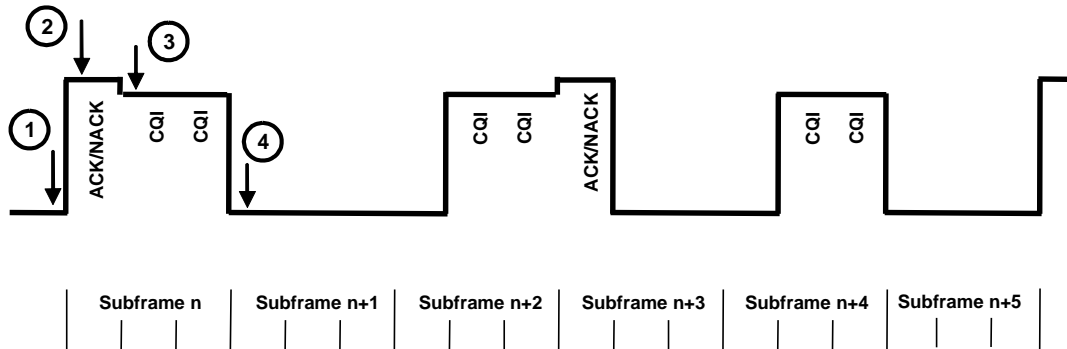 2
3
1
4
ACK/NACK
CQI
CQI
CQI
CQI
ACK/NACK
CQI
CQI
Subframe n
Subframe n+1
Subframe n+2
Subframe n+3
Subframe n+4
Subframe n+5